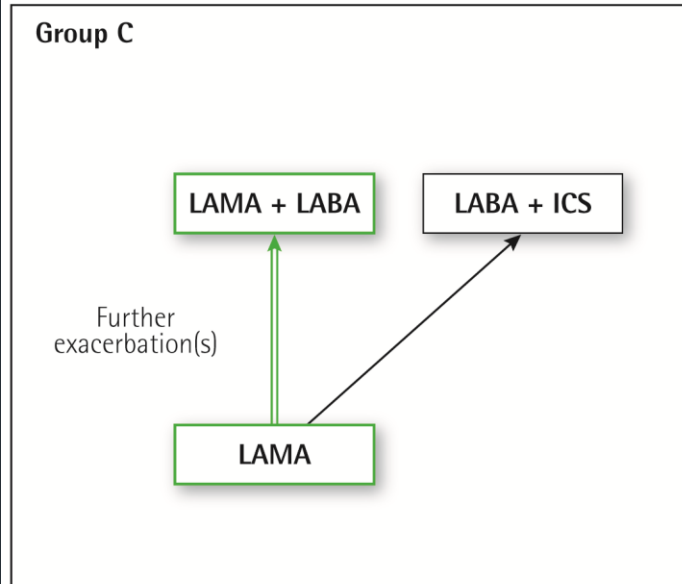 Group C
LAMA + LABA
LABA + ICS
Further
exacerbation(s)
LAMA